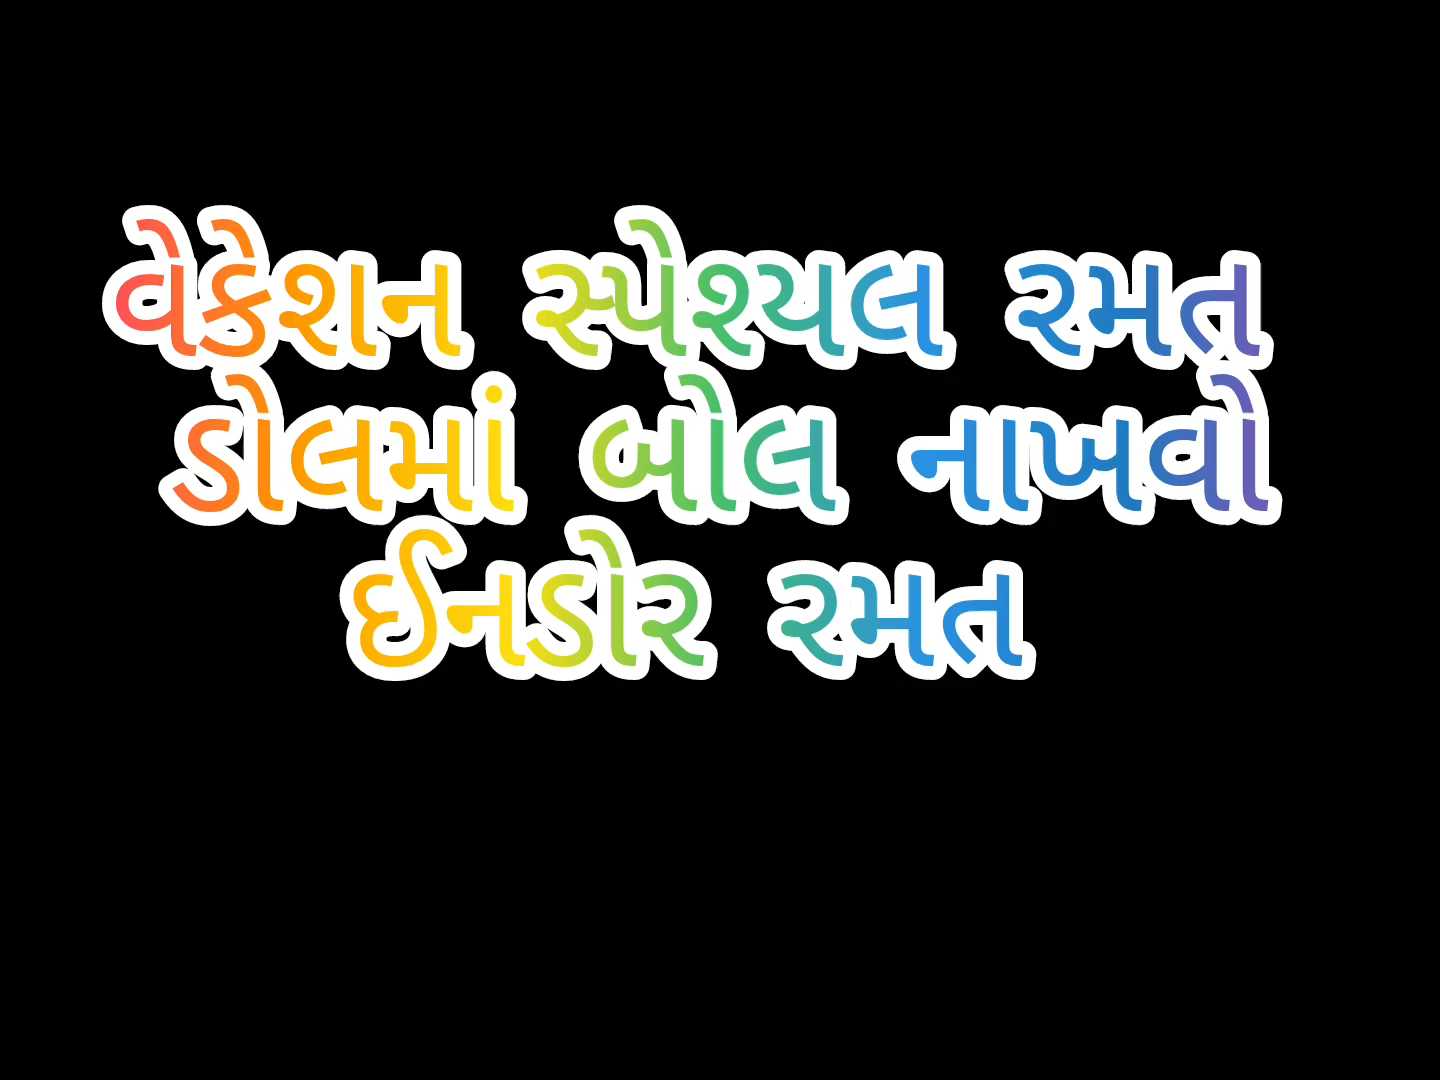 વેકેશન સ્પેશ્યલ રમત
ડોલમાં બોલ નાખવો
ઈનડોર રમત